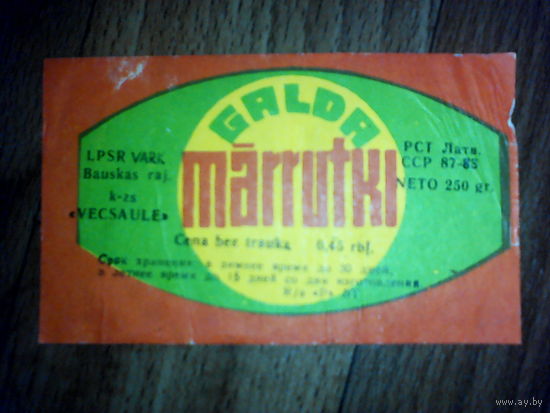 GALDA
mārrutki
LPSR VARK
Bauskas raj.
k-zs
«VECSAULE»
РСТ Латв.
ССР 87-85
NETO 250 gr.
Cena bez trauka 0,45 rbļ.
Срок хранения: в зимнее время до 30 дней,
в летнее время до 15 дней со дня изготовления
www.ay.by